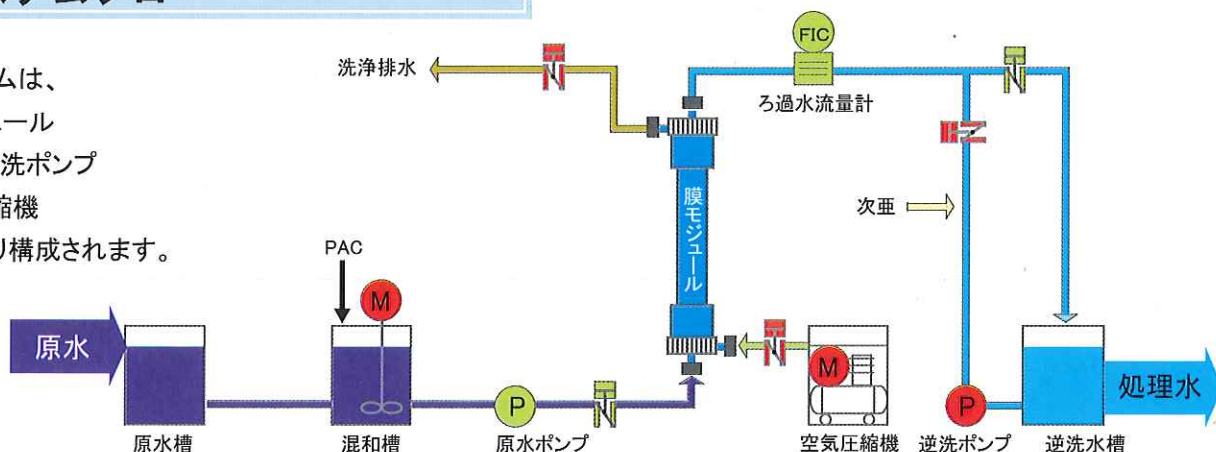 ムは、
洗ポンプ
縮機
構成されます。
洗浄排水
FIC
ろ過水流量計
膜モジュール
次亜
PAC
M
原水
P
M
P
処理水
原水槽
混和槽
原水ポンプ
空気圧縮機
逆洗ポンプ
逆洗水槽